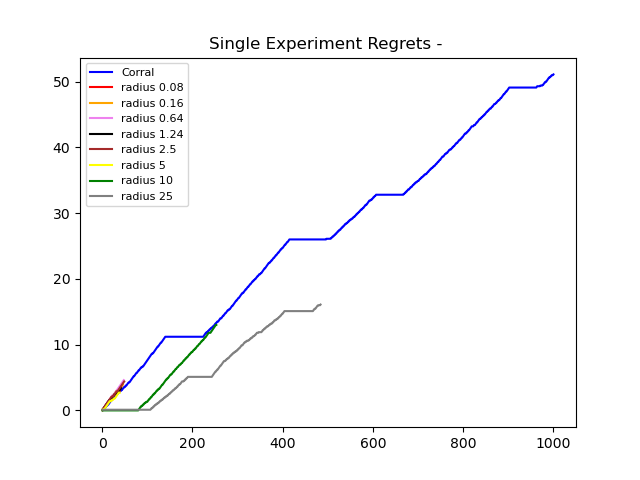 Single Experiment Regrets -
Corral
radius 0.08
radius 0.16
radius 0.64
radius 1.24
radius 2.5
radius 5
radius 10
radius 25
50
40
30
20
10
0
0 200 400 600 800 1000